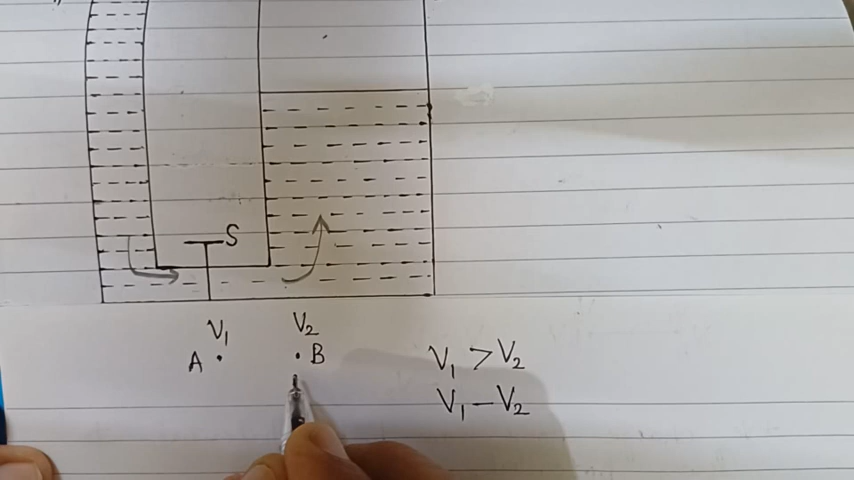 S
V₁ V₂
A B
V₁ > V₂
V₁ – V₂